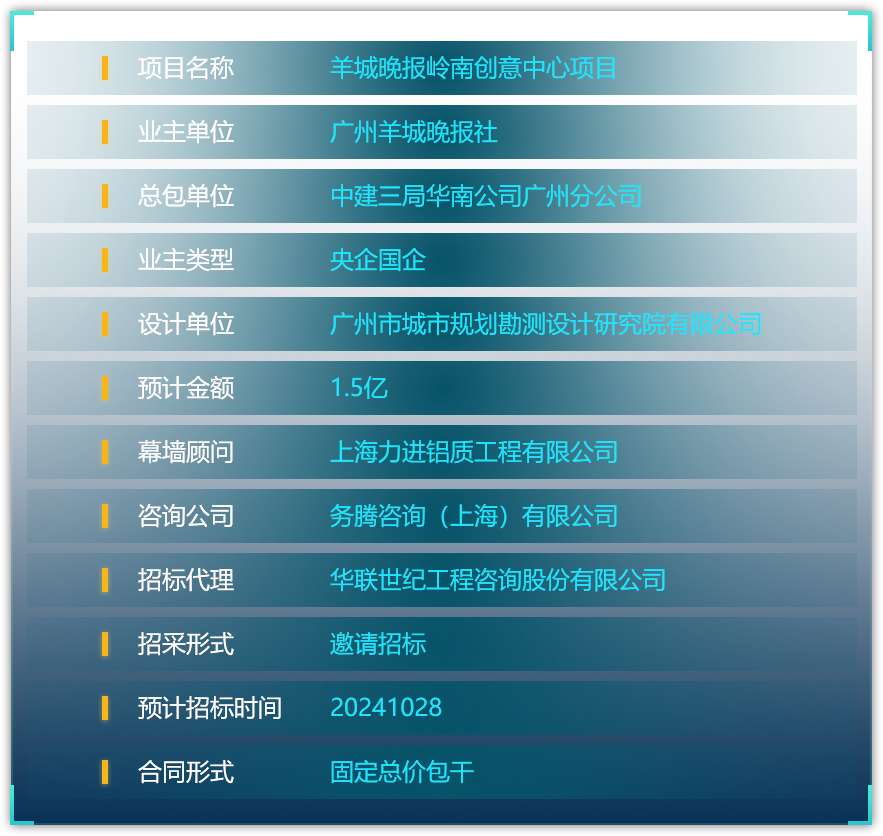 项目名称 羊城晚报岭南创意中心项目
业主单位 广州羊城晚报社
总包单位 中建三局华南公司广州分公司
业主类型 央企国企
设计单位 广州市城市规划勘测设计研究院有限公司
预计金额 1.5亿
幕墙顾问 上海力进铝质工程有限公司
咨询公司 务腾咨询（上海）有限公司
招标代理 华联世纪工程咨询股份有限公司
招采形式 邀请招标
预计招标时间 20241028
合同形式 固定总价包干